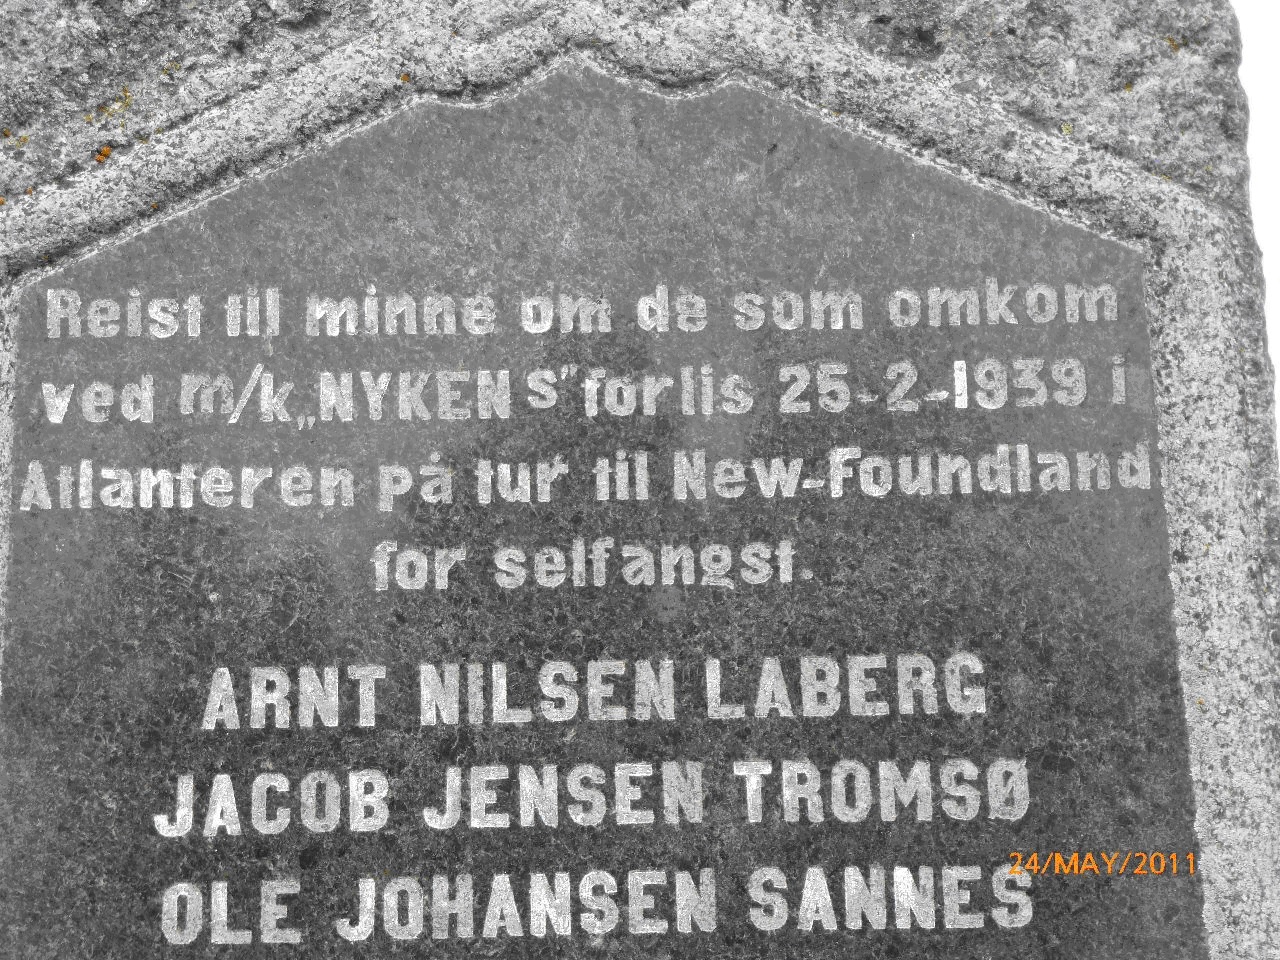 Reist til minne om de som omkom
ved m/k „NYKEN S" forlis 25-2-1939 i
Atlanteren på tur til New-Foundland
for selfangst.
ARNT NILSEN LABERG
JACOB JENSEN TROMSØ
OLE JOHANSEN SANNES
24/MAY/2011